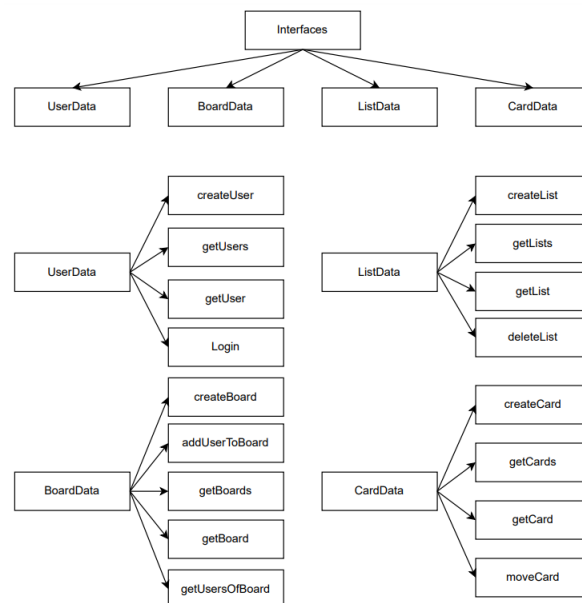 Interfaces
UserData
BoardData
ListData
CardData
createUser
getUsers
UserData
getUser
Login
createList
getLists
ListData
getList
deleteList
createBoard
addUserToBoard
BoardData
getBoards
getBoard
getUsersOfBoard
createCard
getCards
CardData
getCard
moveCard